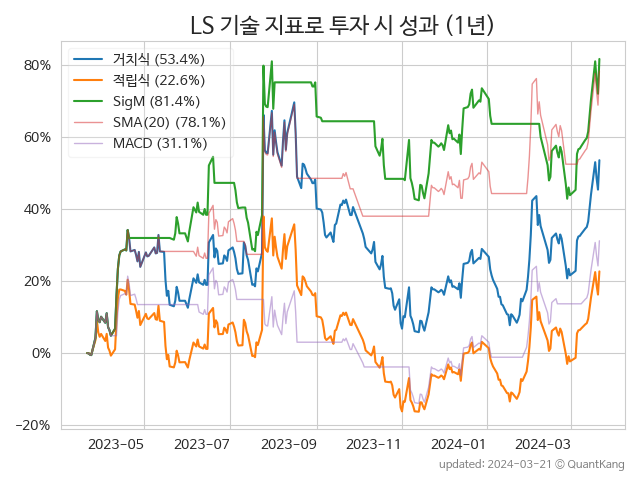 LS 기술 지표로 투자 시 성과 (1년)
거치식 (53.4%)
적립식 (22.6%)
SigM (81.4%)
SMA(20) (78.1%)
MACD (31.1%)
80%
60%
40%
20%
0%
−20%
2023-05 2023-07 2023-09 2023-11 2024-01 2024-03
updated: 2024-03-21 © QuantKang